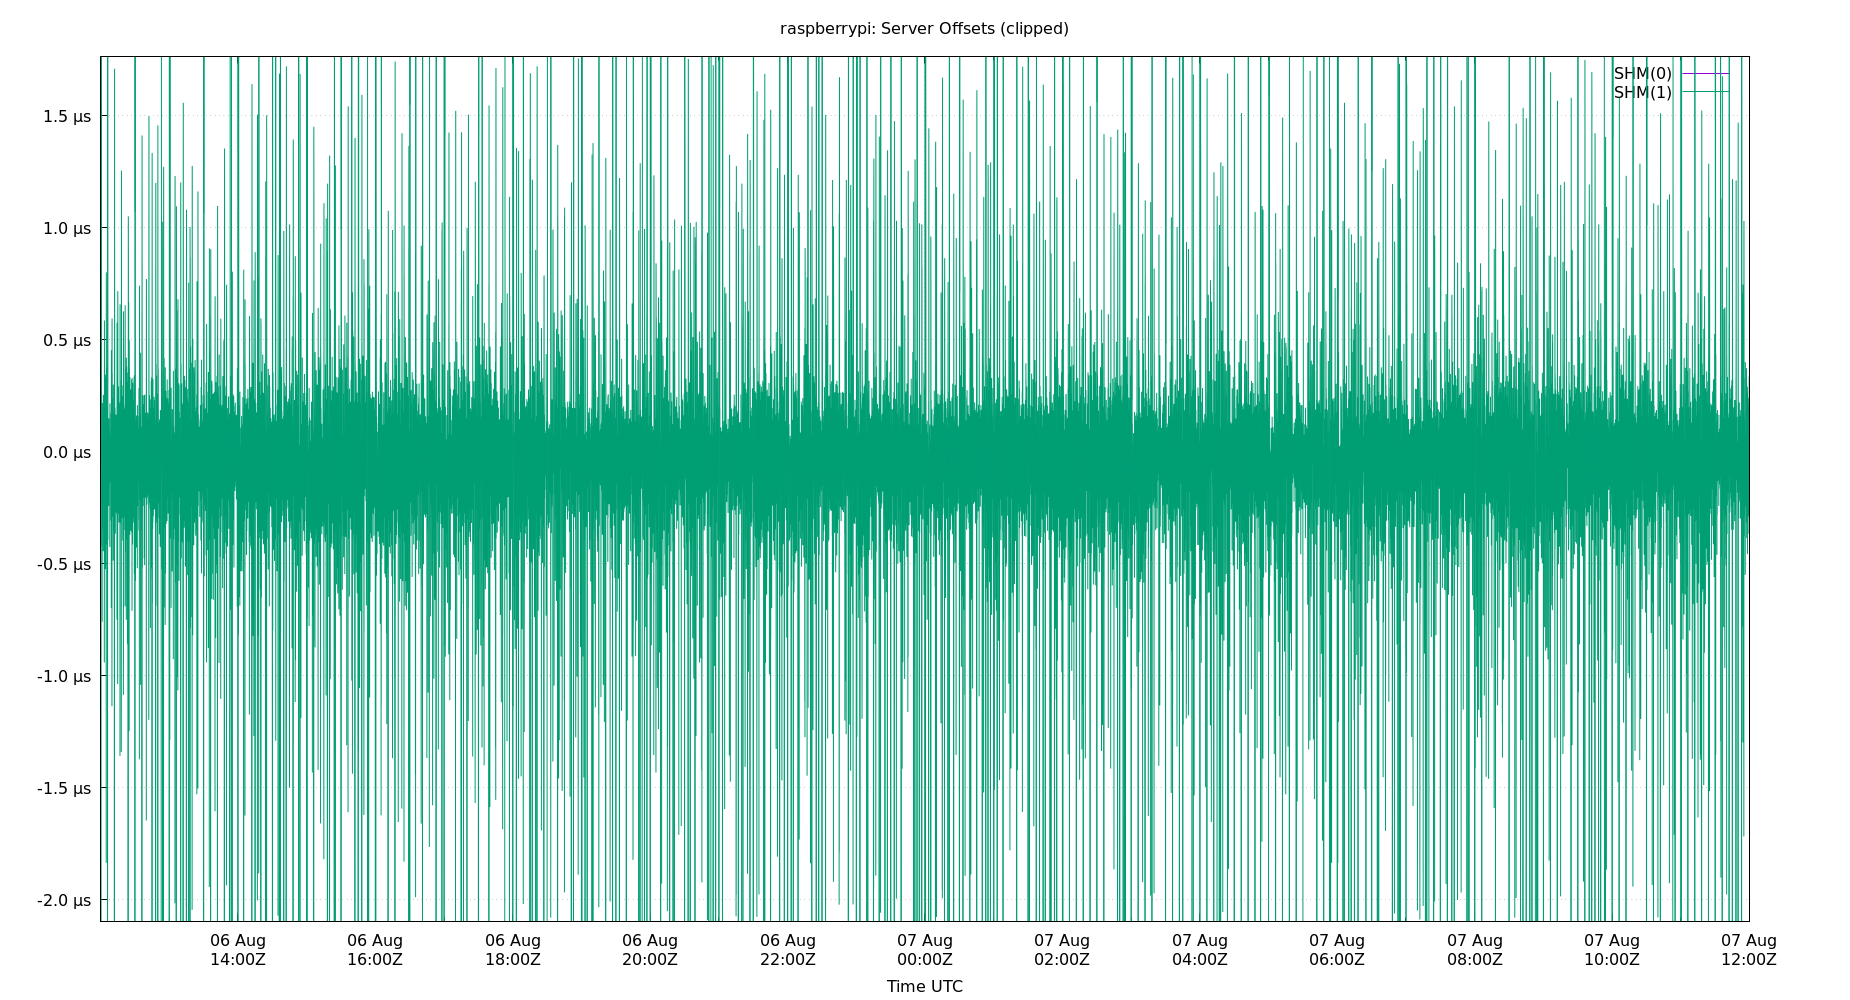 raspberrypi: Server Offsets (clipped)
SHM(0)
SHM(1)
1.5 µs
1.0 µs
0.5 µs
0.0 µs
-0.5 µs
-1.0 µs
-1.5 µs
-2.0 µs
06 Aug 06 Aug 06 Aug 06 Aug 06 Aug 07 Aug 07 Aug 07 Aug 07 Aug 07 Aug 07 Aug 07 Aug
14:00Z 16:00Z 18:00Z 20:00Z 22:00Z 00:00Z 02:00Z 04:00Z 06:00Z 08:00Z 10:00Z 12:00Z
Time UTC